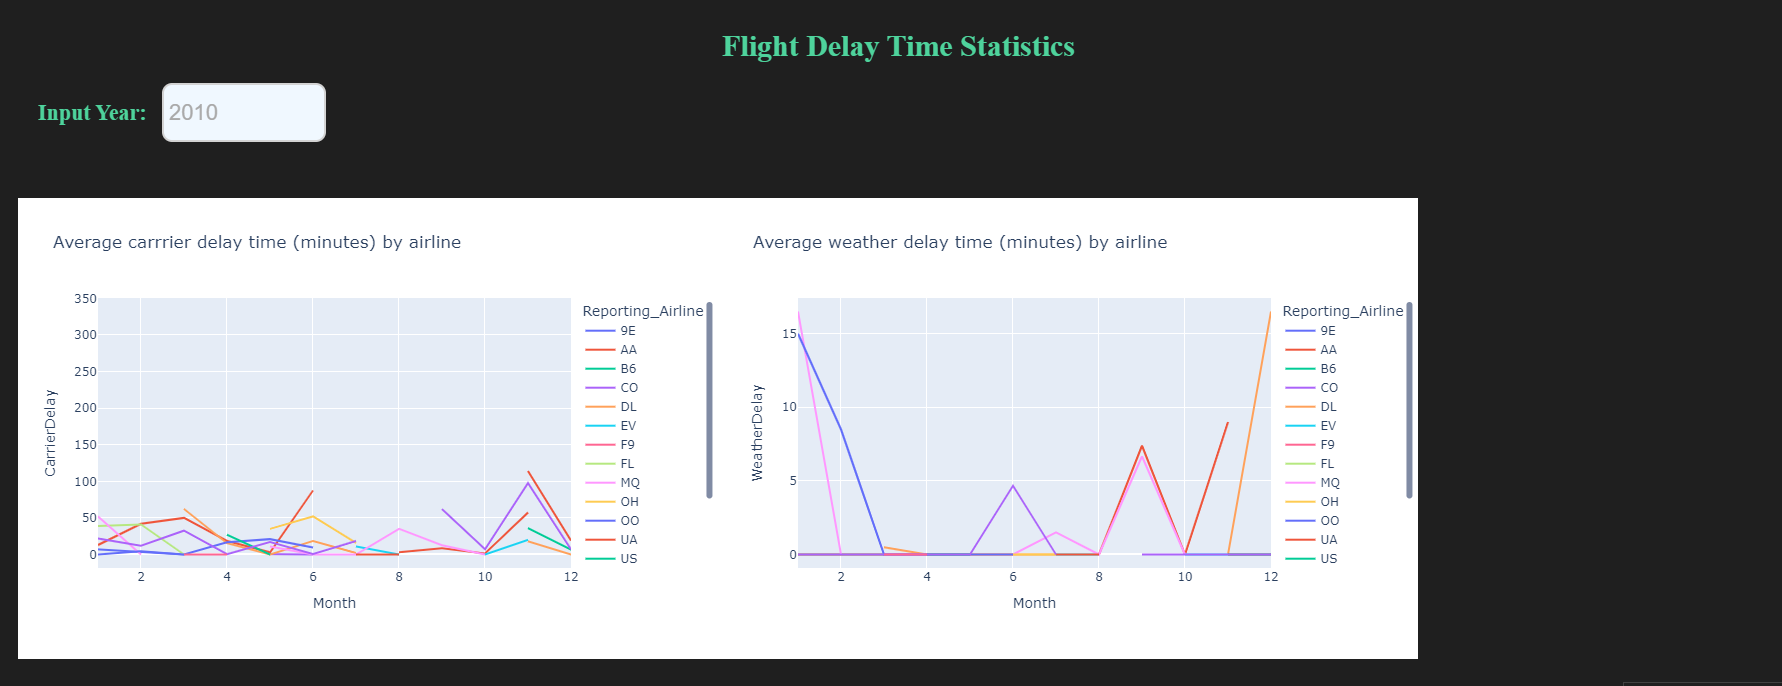 Flight Delay Time Statistics
Input Year: 2010
Average carrrier delay time (minutes) by airline
350
300
250
200
150
100
50
0
CarrierDelay
2 4 6 8 10 12
Month
Reporting_Airline
9E
AA
B6
CO
DL
EV
F9
FL
MQ
OH
OO
UA
US
Average weather delay time (minutes) by airline
15
10
5
0
WeatherDelay
2 4 6 8 10 12
Month
Reporting_Airline
9E
AA
B6
CO
DL
EV
F9
FL
MQ
OH
OO
UA
US